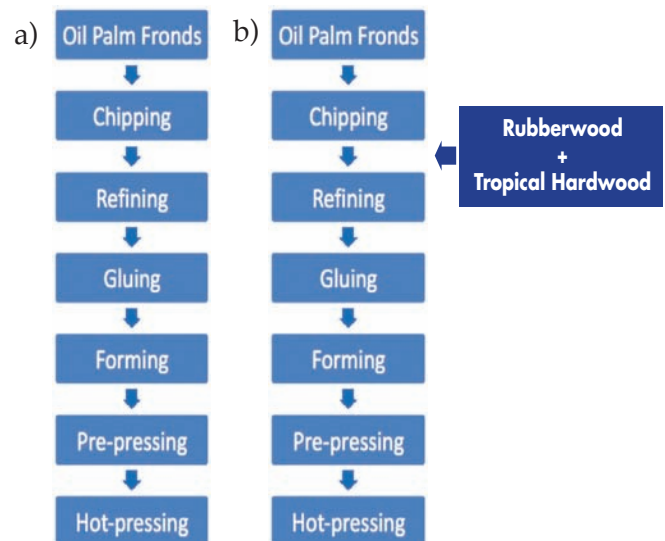 a)
Oil Palm Fronds
Chipping
Refining
Gluing
Forming
Pre-pressing
Hot-pressing
b)
Oil Palm Fronds
Chipping
Rubberwood
+
Tropical Hardwood
Refining
Gluing
Forming
Pre-pressing
Hot-pressing